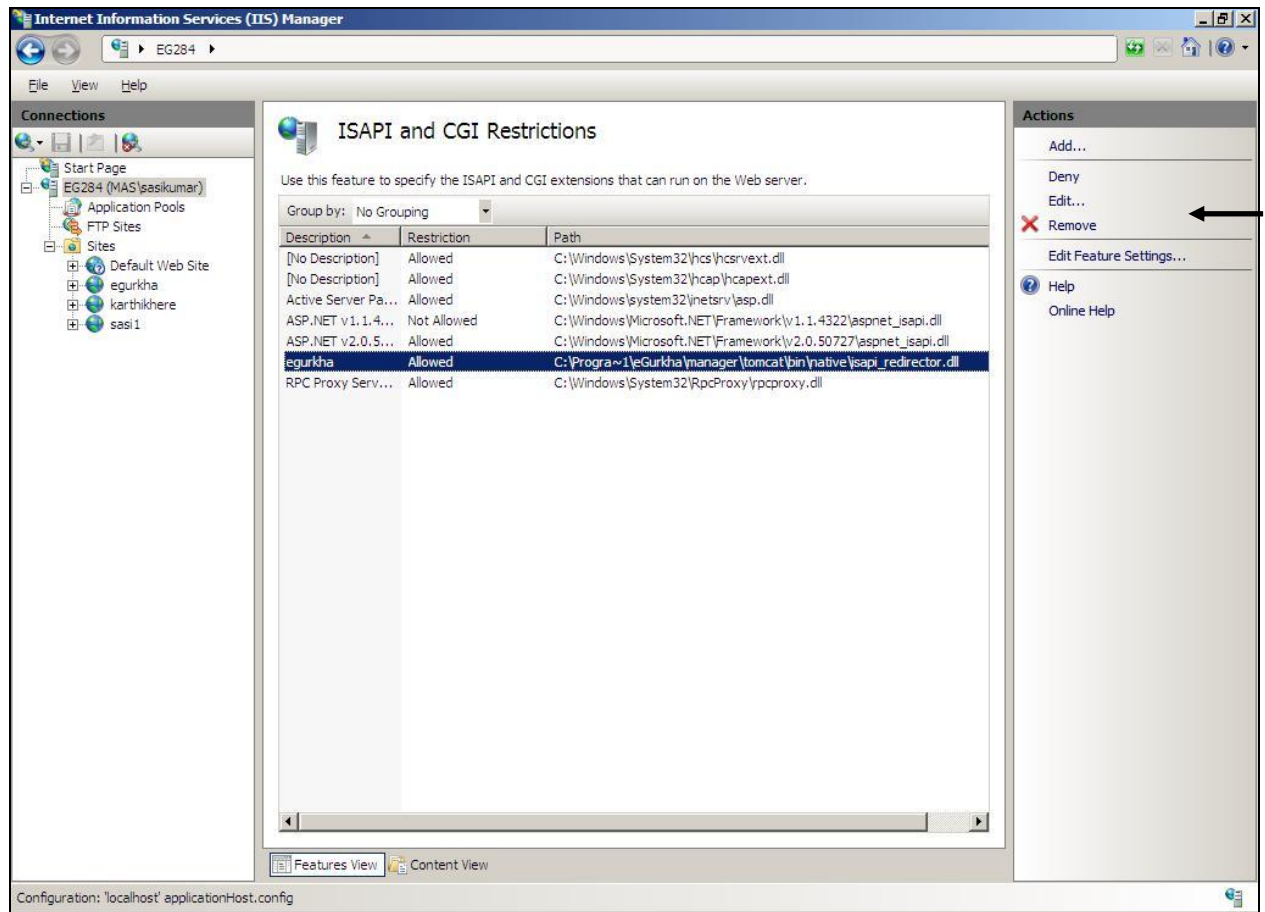 Internet Information Services (IIS) Manager
EG284
File View Help
Connections
Start Page
EG284 (MAS\sasikumar)
Application Pools
FTP Sites
Sites
Default Web Site
egurkha
karthikhere
sasi1
ISAPI and CGI Restrictions
Use this feature to specify the ISAPI and CGI extensions that can run on the Web server.
Group by: No Grouping
Description Restriction Path
[No Description] Allowed C:\Windows\System32\hcs\hcsrvext.dll
[No Description] Allowed C:\Windows\System32\hcap\hcapext.dll
Active Server Pa... Allowed C:\Windows\system32\inetsrv\asp.dll
ASP.NET v1.1.4... Not Allowed C:\Windows\Microsoft.NET\Framework\v1.1.4322\aspnet_isapi.dll
ASP.NET v2.0.5... Allowed C:\Windows\Microsoft.NET\Framework\v2.0.50727\aspnet_isapi.dll
egurkha Allowed C:\Progra~1\eGurkha\manager\tomcat\bin\native\isapi_redirector.dll
RPC Proxy Serv... Allowed C:\Windows\System32\RpcProxy\rpcproxy.dll
Features View Content View
Actions
Add...
Deny
Edit...
Remove
Edit Feature Settings...
Help
Online Help
Configuration: 'localhost' applicationHost.config